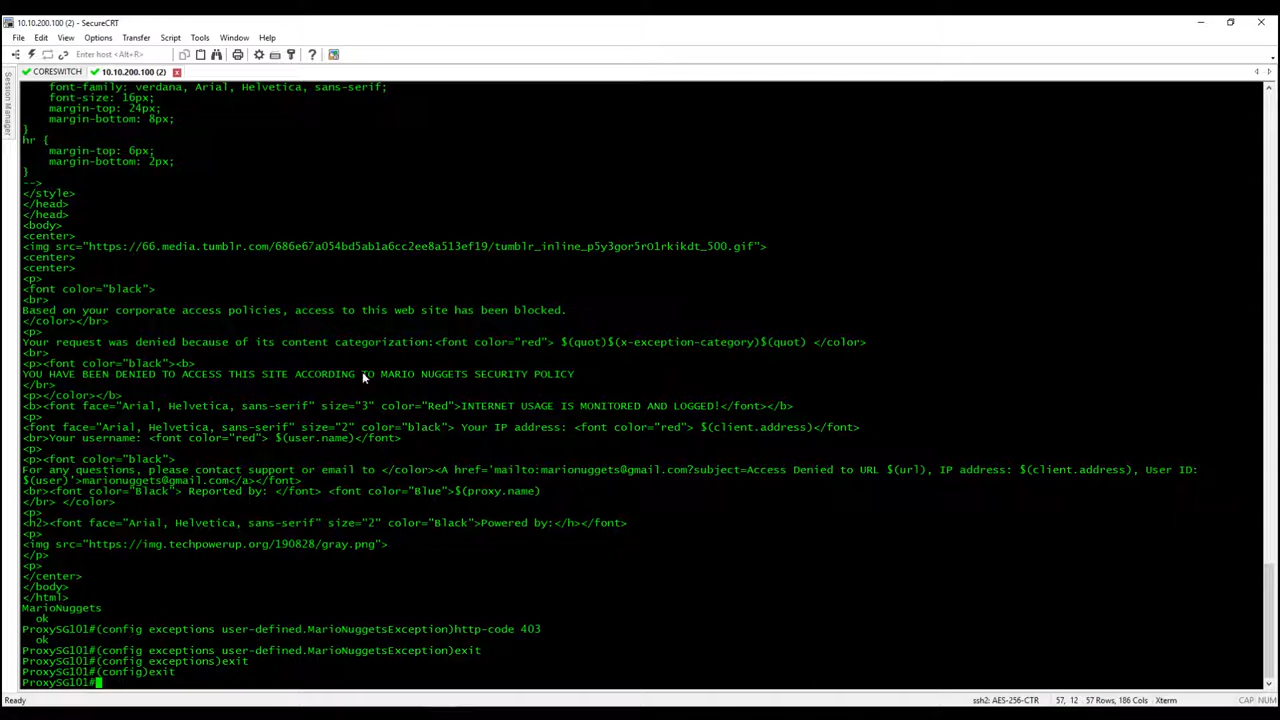 10.10.200.100 (2) - SecureCRT
File Edit View Options Transfer Script Tools Window Help
Enter host <Alt+R>
CORESWITCH 10.10.200.100 (2)
Session Manager
    font-family: verdana, Arial, Helvetica, sans-serif;
    font-size: 16px;
    margin-top: 24px;
    margin-bottom: 8px;
}
hr {
    margin-top: 6px;
    margin-bottom: 2px;
}
-->
</style>
</head>
</head>
<body>
<center>
<img src="https://66.media.tumblr.com/686e67a054bd5ab1a6cc2ee8a513ef19/tumblr_inline_p5y3gor5rO1rkikdt_500.gif">
<center>
<center>
<p>
<font color="black">
<br>
Based on your corporate access policies, access to this web site has been blocked.
</color></br>
<p>
Your request was denied because of its content categorization:<font color="red"> $(quot)$(x-exception-category)$(quot) </color>
<br>
<p><font color="black"><b>
YOU HAVE BEEN DENIED TO ACCESS THIS SITE ACCORDING TO MARIO NUGGETS SECURITY POLICY
</br>
<p></color></b>
<b><font face="Arial, Helvetica, sans-serif" size="3" color="Red">INTERNET USAGE IS MONITORED AND LOGGED!</font></b>
<p>
<font face="Arial, Helvetica, sans-serif" size="2" color="black"> Your IP address: <font color="red"> $(client.address)</font>
<br>Your username: <font color="red"> $(user.name)</font>
<p>
<p><font color="black">
For any questions, please contact support or email to </color><A href='mailto:marionuggets@gmail.com?subject=Access Denied to URL $(url), IP address: $(client.address), User ID:
$(user)'>marionuggets@gmail.com</a></font>
<br><font color="Black"> Reported by: </font> <font color="Blue">$(proxy.name)
</br> </color>
<p>
<h2><font face="Arial, Helvetica, sans-serif" size="2" color="Black">Powered by:</h></font>
<p>
<img src="https://img.techpowerup.org/190828/gray.png">
</p>
<p>
</center>
</body>
</html>
MarioNuggets
  ok
ProxySG101#(config exceptions user-defined.MarioNuggetsException)http-code 403
  ok
ProxySG101#(config exceptions user-defined.MarioNuggetsException)exit
ProxySG101#(config exceptions)exit
ProxySG101#(config)exit
ProxySG101#
Ready ssh2: AES-256-CTR 57, 12 57 Rows, 186 Cols Xterm CAP NUM